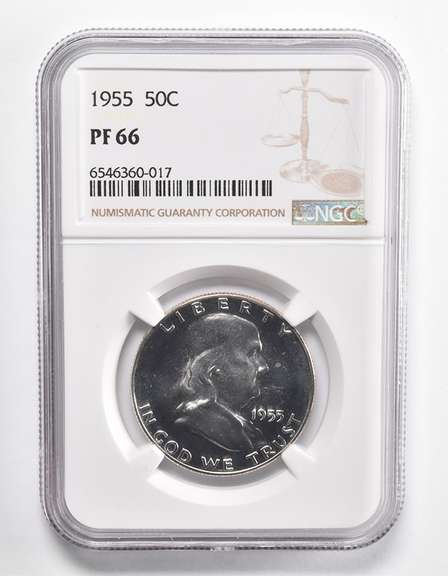 1955 50C
PF 66
6546360-017
NUMISMATIC GUARANTY CORPORATION
NGC
LIBERTY
1955
IN GOD WE TRUST